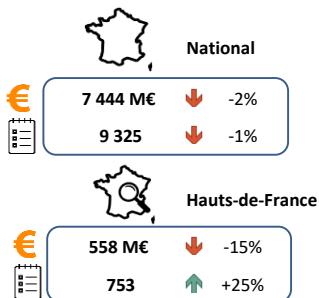 National
€ 7 444 M€ -2%
9 325 -1%
Hauts-de-France
€ 558 M€ -15%
753 +25%